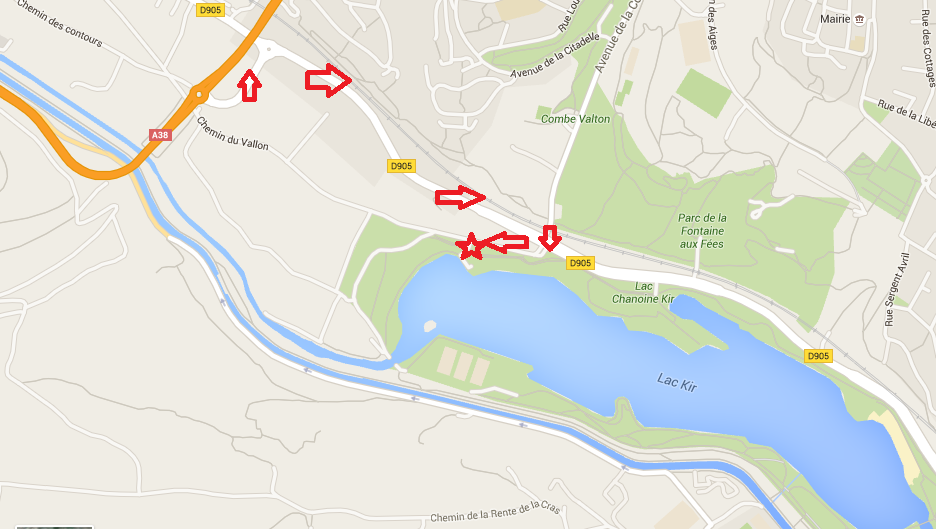 D905
Chemin des contours
Rue Lou
Avenue de la Citadelle
Avenue de la Co
n des Aiges
Mairie
Rue des Cottages
A38
Chemin du Vallon
Combe Valton
Rue de la Libé
D905
Parc de la
Fontaine
aux Fées
D905
Lac
Chanoine Kir
Rue Sergent Avril
D905
Lac Kir
Chemin de la Rente de la Cras